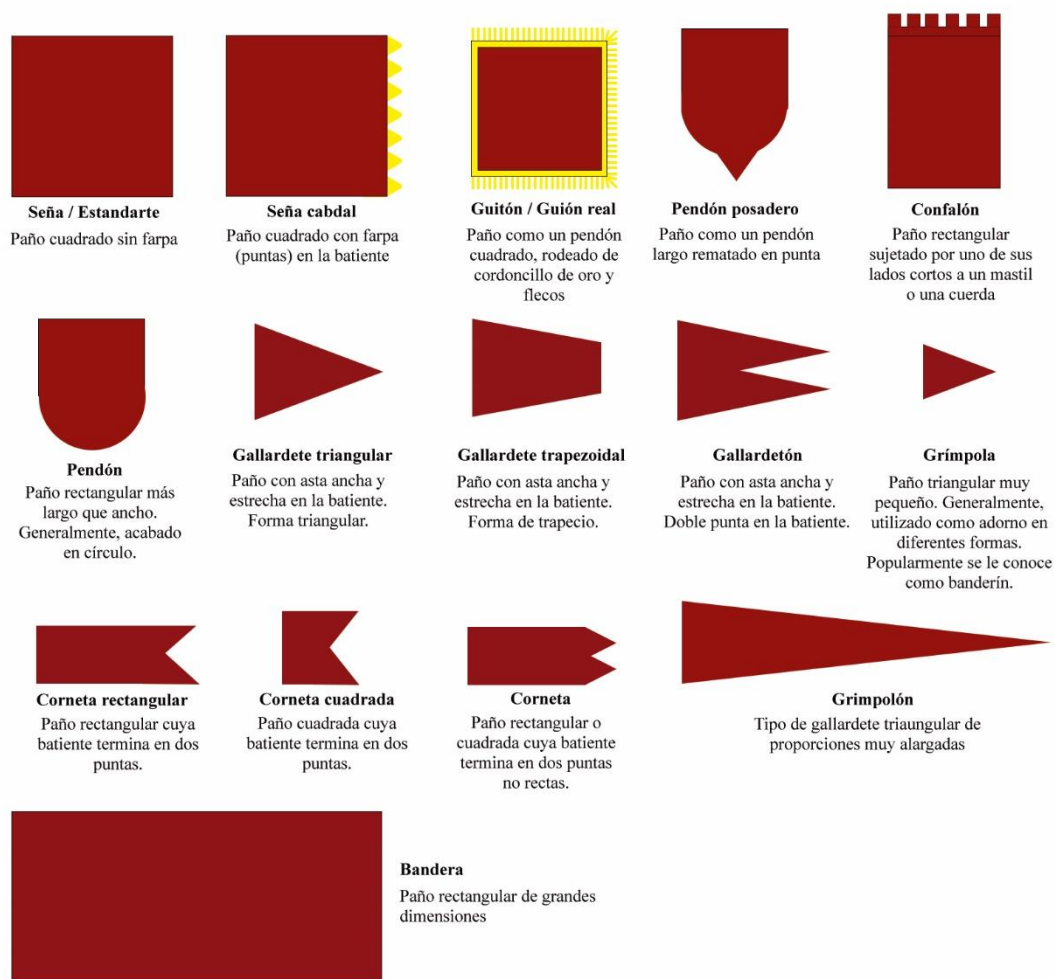 Seña / Estandarte
Paño cuadrado sin farpa
Seña cabdal
Paño cuadrado con farpa
(puntas) en la batiente
Guitón / Guión real
Paño como un pendón
cuadrado, rodeado de
cordoncillo de oro y
flecos
Pendón posadero
Paño como un pendón
largo rematado en punta
Confalón
Paño rectangular
sujetado por uno de sus
lados cortos a un mastil
o una cuerda
Pendón
Paño rectangular más
largo que ancho.
Generalmente, acabado
en círculo.
Gallardete triangular
Paño con asta ancha y
estrecha en la batiente.
Forma triangular.
Gallardete trapezoidal
Paño con asta ancha y
estrecha en la batiente.
Forma de trapecio.
Gallardetón
Paño con asta ancha y
estrecha en la batiente.
Doble punta en la batiente.
Grímpola
Paño triangular muy
pequeño. Generalmente,
utilizado como adorno en
diferentes formas.
Popularmente se le conoce
como banderín.
Corneta rectangular
Paño rectangular cuya
batiente termina en dos
puntas.
Corneta cuadrada
Paño cuadrada cuya
batiente termina en dos
puntas.
Corneta
Paño rectangular o
cuadrada cuya batiente
termina en dos puntas
no rectas.
Grimpolón
Tipo de gallardete triaungular de
proporciones muy alargadas
Bandera
Paño rectangular de grandes
dimensiones